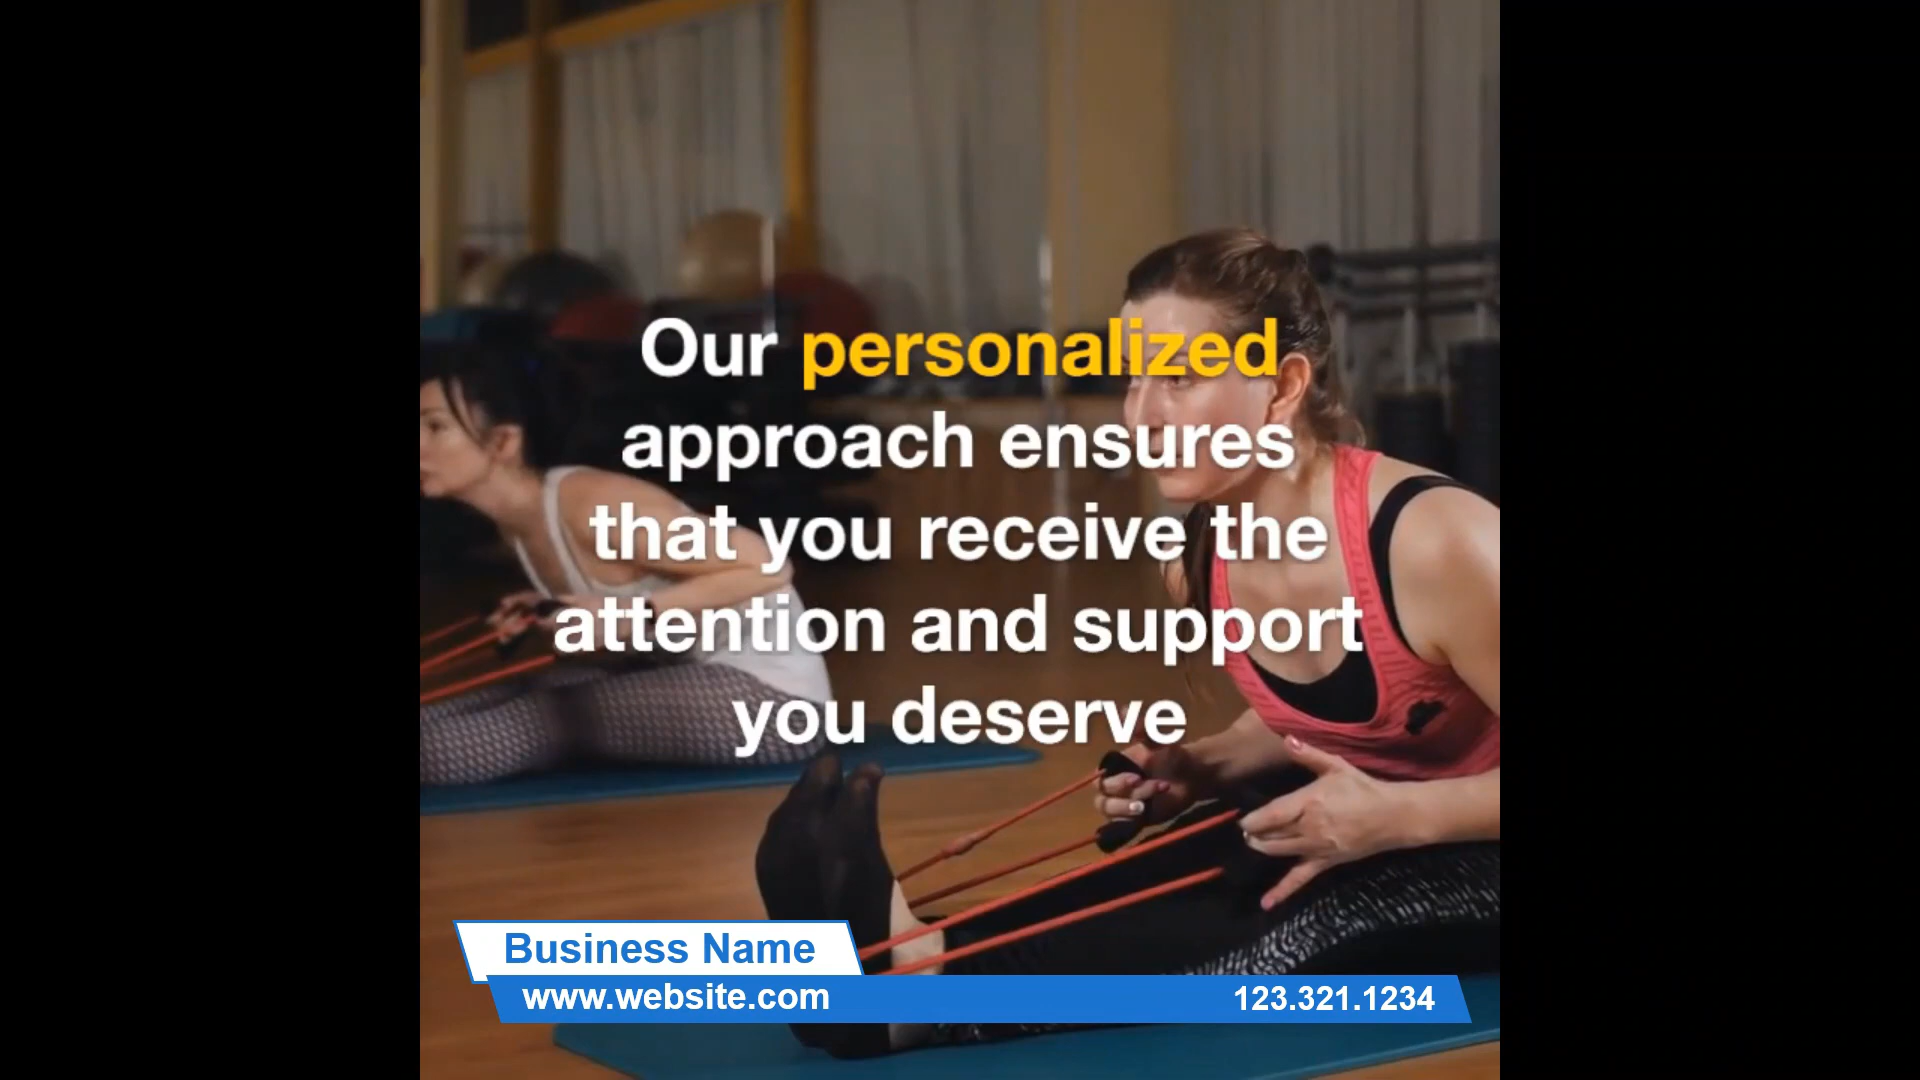 Our personalized
approach ensures
that you receive the
attention and support
you deserve
Business Name
www.website.com
123.321.1234